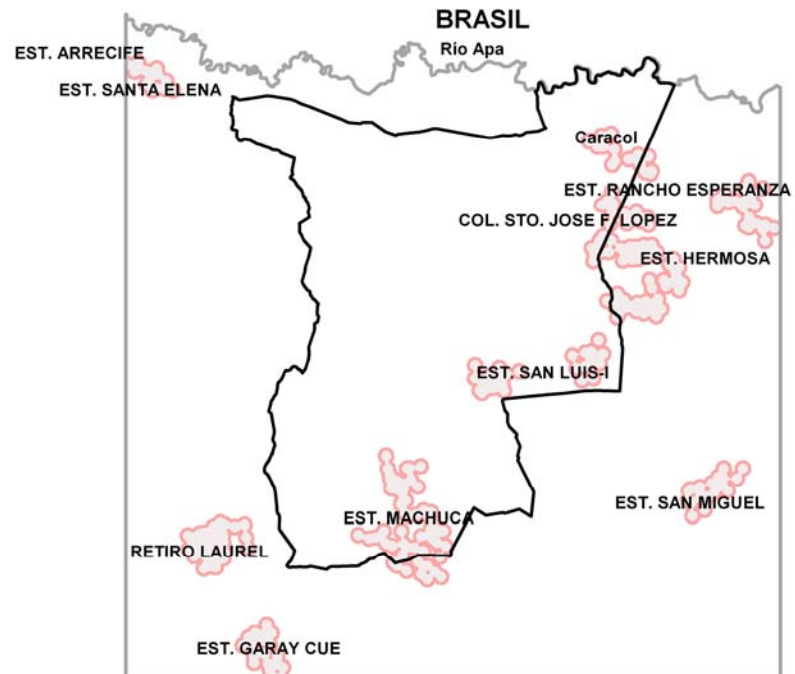 BRASIL
Rio Apa
EST. ARRECIFE
EST. SANTA ELENA
Caracol
EST. RANCHO ESPERANZA
COL. STO. JOSE F. LOPEZ
EST. HERMOSA
EST. SAN LUIS-I
EST. SAN MIGUEL
EST. MACHUCA
RETIRO LAUREL
EST. GARAY CUE